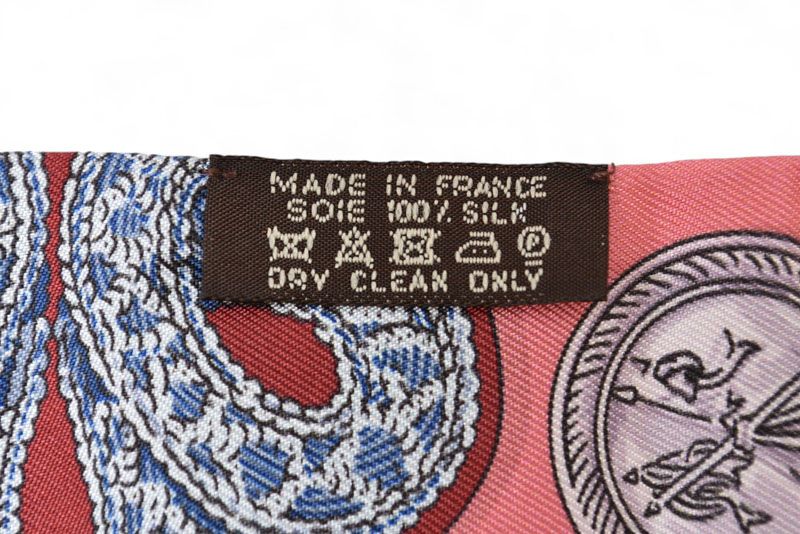 MADE IN FRANCE
SOIE 100% SILK
P
DRY CLEAN ONLY